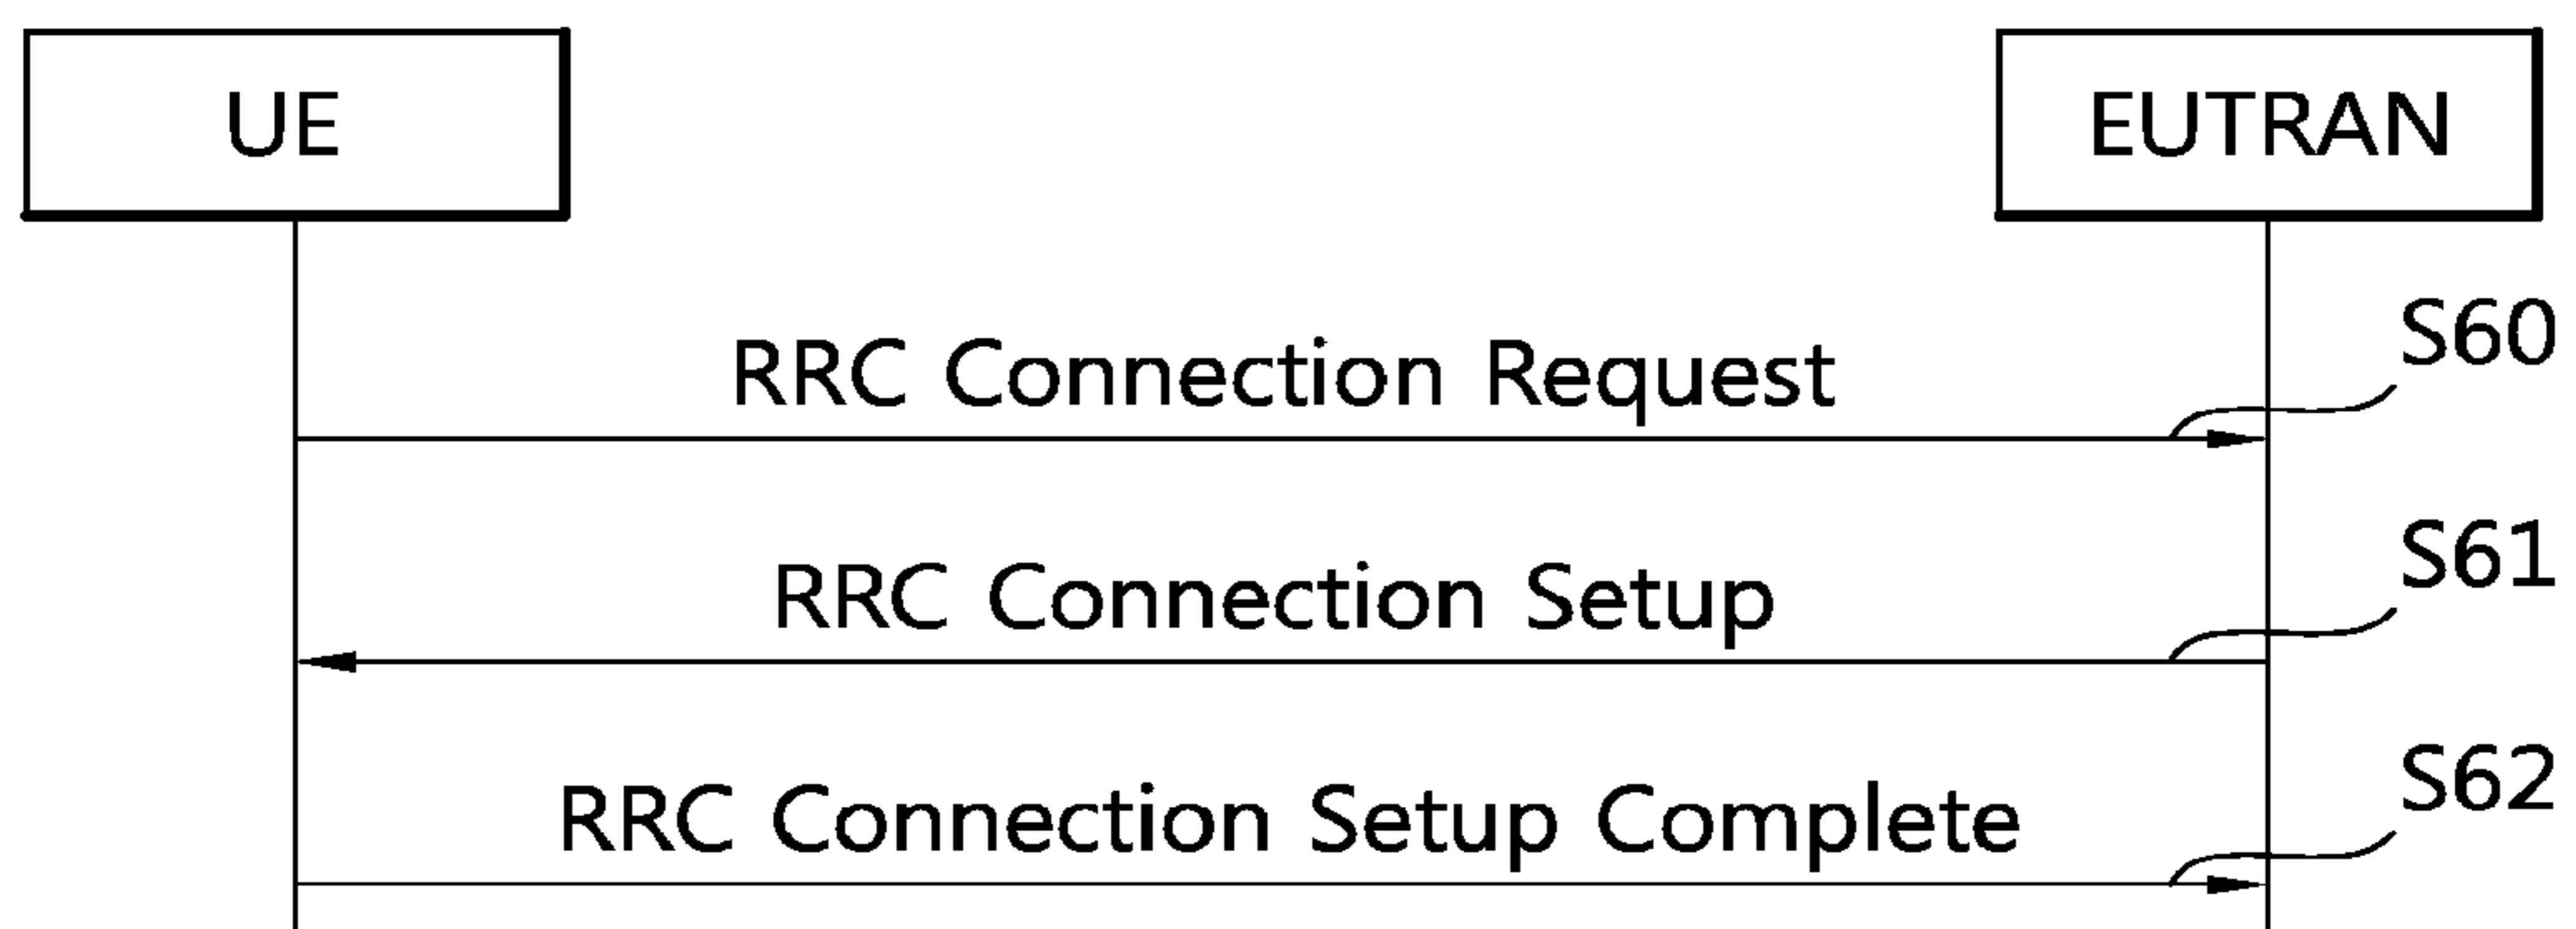 UE
EUTRAN
S60
RRC Connection Request
S61
RRC Connection Setup
S62
RRC Connection Setup Complete